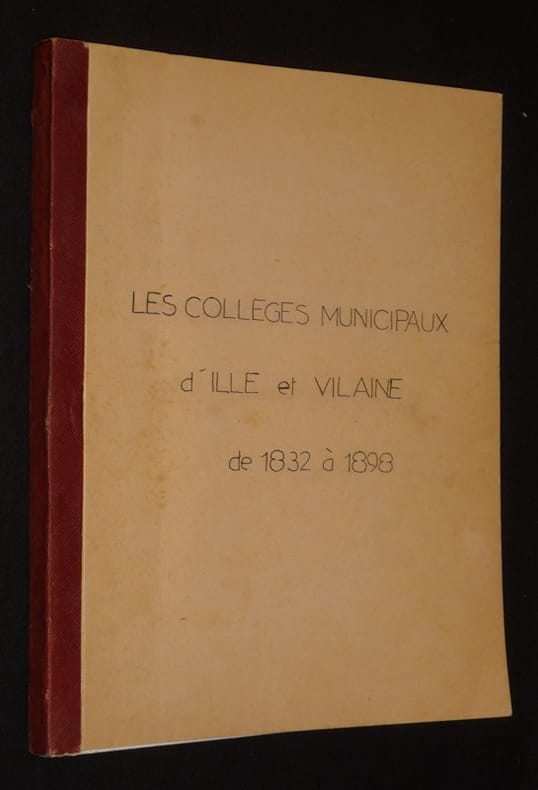 LES COLLEGES MUNICIPAUX
d'ILLE et VILAINE
de 1832 à 1898